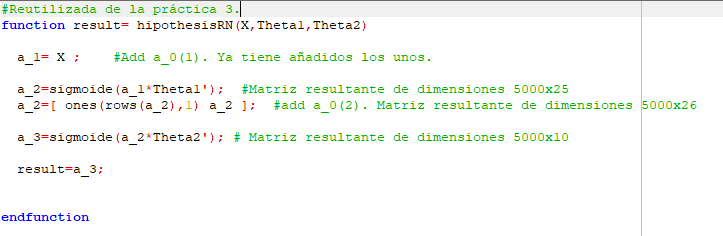 #Reutilizada de la práctica 3.
function result= hipothesisRN(X,Theta1,Theta2)
a_1= X ;    #Add a_0(1). Ya tiene añadidos los unos.
a_2=sigmoide(a_1*Theta1');  #Matriz resultante de dimensiones 5000x25
a_2=[ ones(rows(a_2),1) a_2 ];  #add a_0(2). Matriz resultante de dimensiones 5000x26
a_3=sigmoide(a_2*Theta2'); # Matriz resultante de dimensiones 5000x10
result=a_3;
endfunction